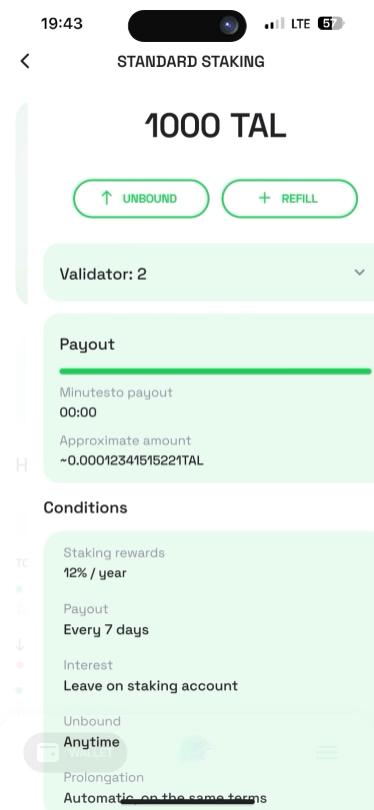 19:43
LTE
57
STANDARD STAKING
1000 TAL
UNBOUND
REFILL
Validator: 2
Payout
Minutesto payout
00:00
Approximate amount
~0.00012341515221TAL
H
Conditions
Staking rewards
12% / year
TO
Payout
Every 7 days
Interest
Leave on staking account
Unbound
Anytime
WALLET
Prolongation
Automatic, on the same terms